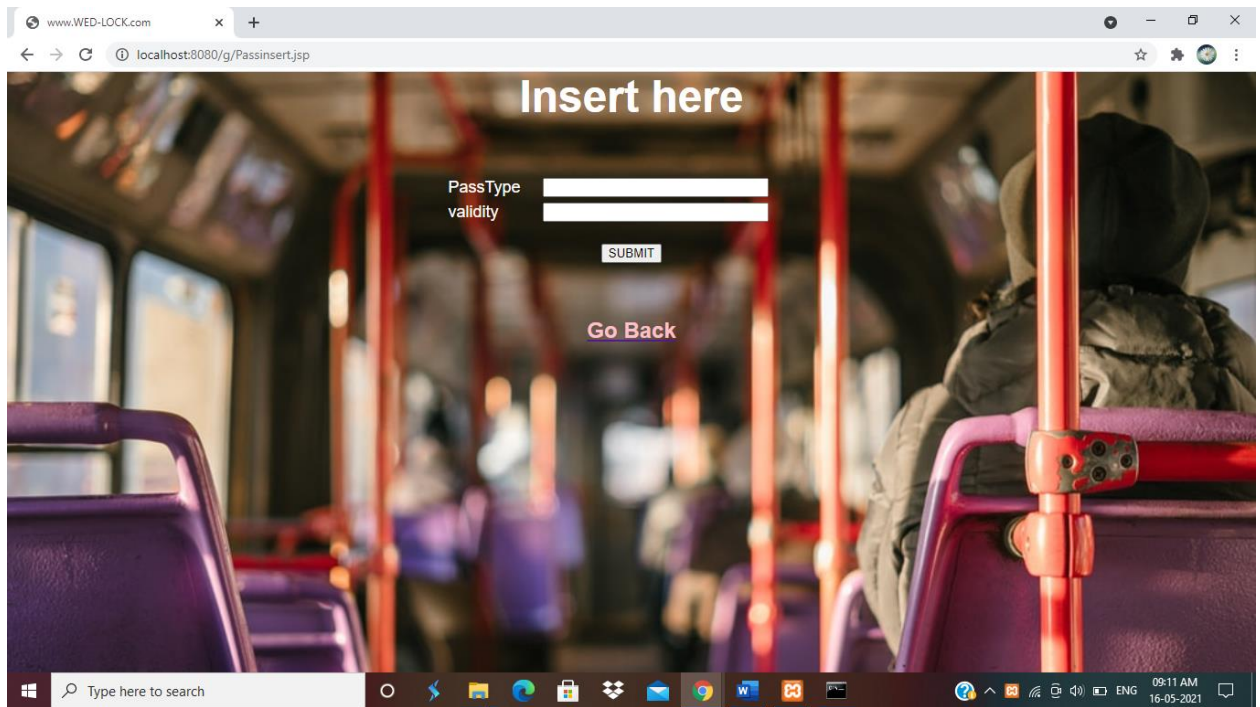 www.WED-LOCK.com
localhost:8080/g/Passinsert.jsp
Insert here
PassType
validity
SUBMIT
Go Back
Type here to search
ENG
09:11 AM
16-05-2021